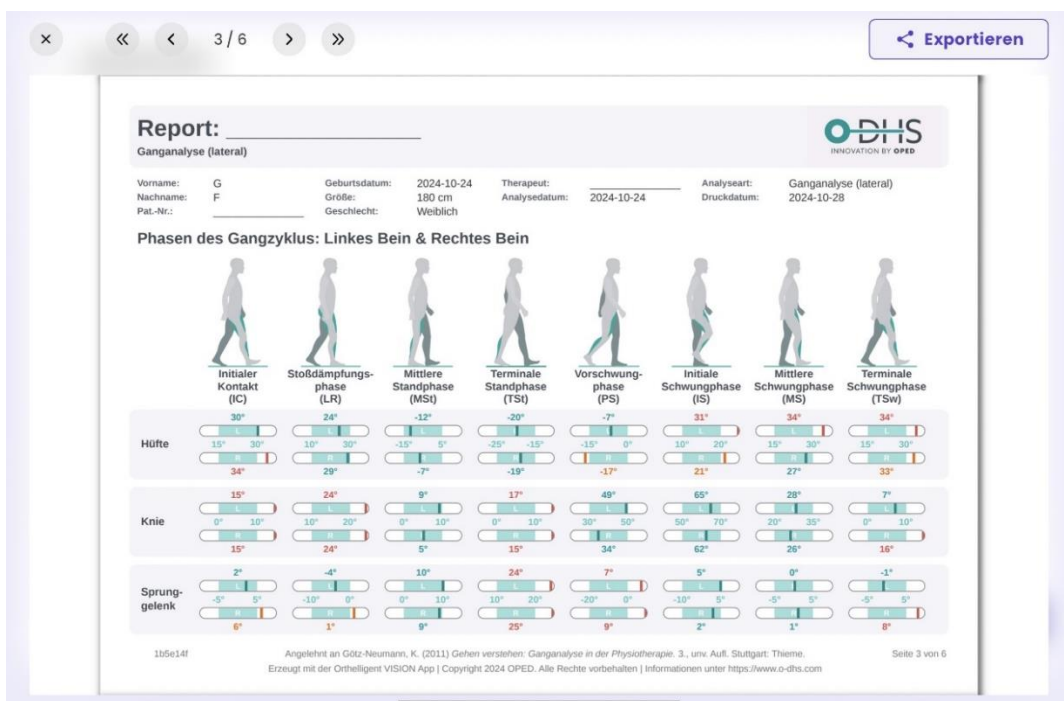 3 / 6
Exportieren
Report: ____________________
Ganganalyse (lateral)
O-DHS
INNOVATION BY OPED
Vorname: G Geburtsdatum: 2024-10-24 Therapeut: ____________ Analyseart: Ganganalyse (lateral)
Nachname: F Größe: 180 cm Analysedatum: 2024-10-24 Druckdatum: 2024-10-28
Pat.-Nr.: ____________ Geschlecht: Weiblich
Phasen des Gangzyklus: Linkes Bein & Rechtes Bein
Initialer Stoßdämpfungs- Mittlere Terminale Vorschwung- Initiale Mittlere Terminale
Kontakt phase Standphase Standphase phase Schwungphase Schwungphase Schwungphase
(IC) (LR) (MSt) (TSt) (PS) (IS) (MS) (TSw)
30° 24° -12° -20° -7° 31° 34° 34°
L L L L L L L L
Hüfte 15° 30° 10° 30° -15° 5° -25° -15° -15° 0° 10° 20° 15° 30° 15° 30°
R R R R R R R R
34° 29° -7° -19° -17° 21° 27° 33°
15° 24° 9° 17° 49° 65° 28° 7°
L L L L L L L L
Knie 0° 10° 10° 20° 0° 10° 0° 10° 30° 50° 50° 70° 20° 35° 0° 10°
R R R R R R R R
15° 24° 5° 15° 34° 62° 26° 16°
2° -4° 10° 24° 7° 5° 0° -1°
L L L L L L L L
Sprung-
gelenk -5° 5° -10° 0° 0° 10° 10° 20° -20° 0° -10° 5° -5° 5° -5° 5°
R R R R R R R R
6° 1° 9° 25° 9° 2° 1° 8°
1b5e14f Angelehnt an Götz-Neumann, K. (2011) Gehen verstehen: Ganganalyse in der Physiotherapie. 3., unv. Aufl. Stuttgart: Thieme. Seite 3 von 6
Erzeugt mit der Orthelligent VISION App | Copyright 2024 OPED. Alle Rechte vorbehalten | Informationen unter https://www.o-dhs.com